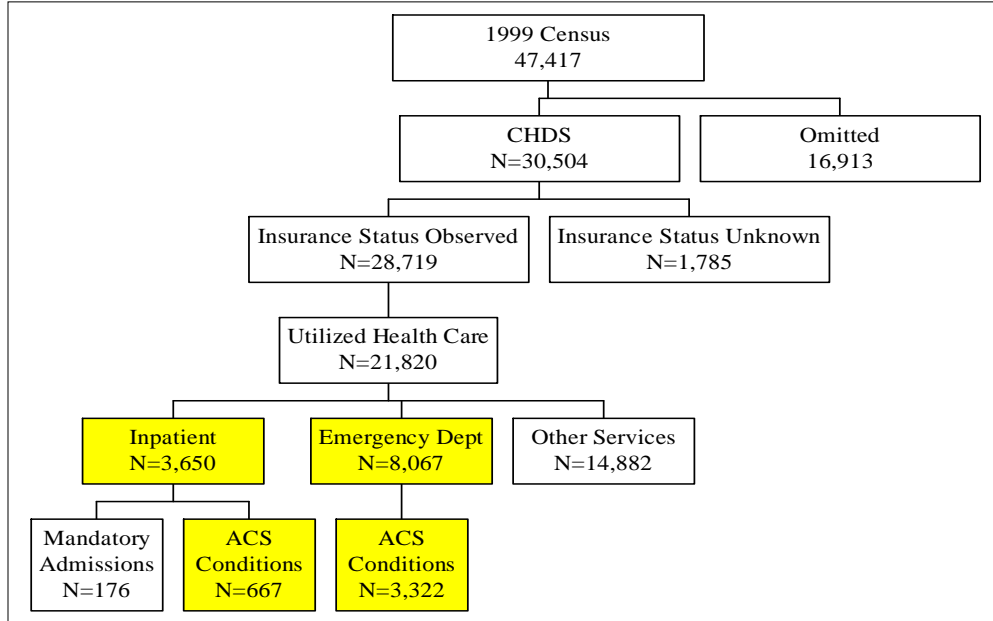 1999 Census
47,417
CHDS
N=30,504
Omitted
16,913
Insurance Status Observed
N=28,719
Insurance Status Unknown
N=1,785
Utilized Health Care
N=21,820
Inpatient
N=3,650
Emergency Dept
N=8,067
Other Services
N=14,882
Mandatory
Admissions
N=176
ACS
Conditions
N=667
ACS
Conditions
N=3,322